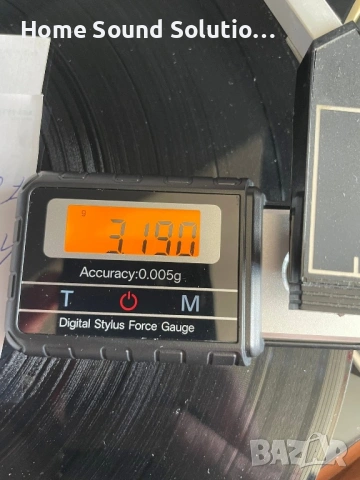 Home Sound Solutio...
g
3.190
Accuracy:0.005g
T M
Digital Stylus Force Gauge
BAZAR